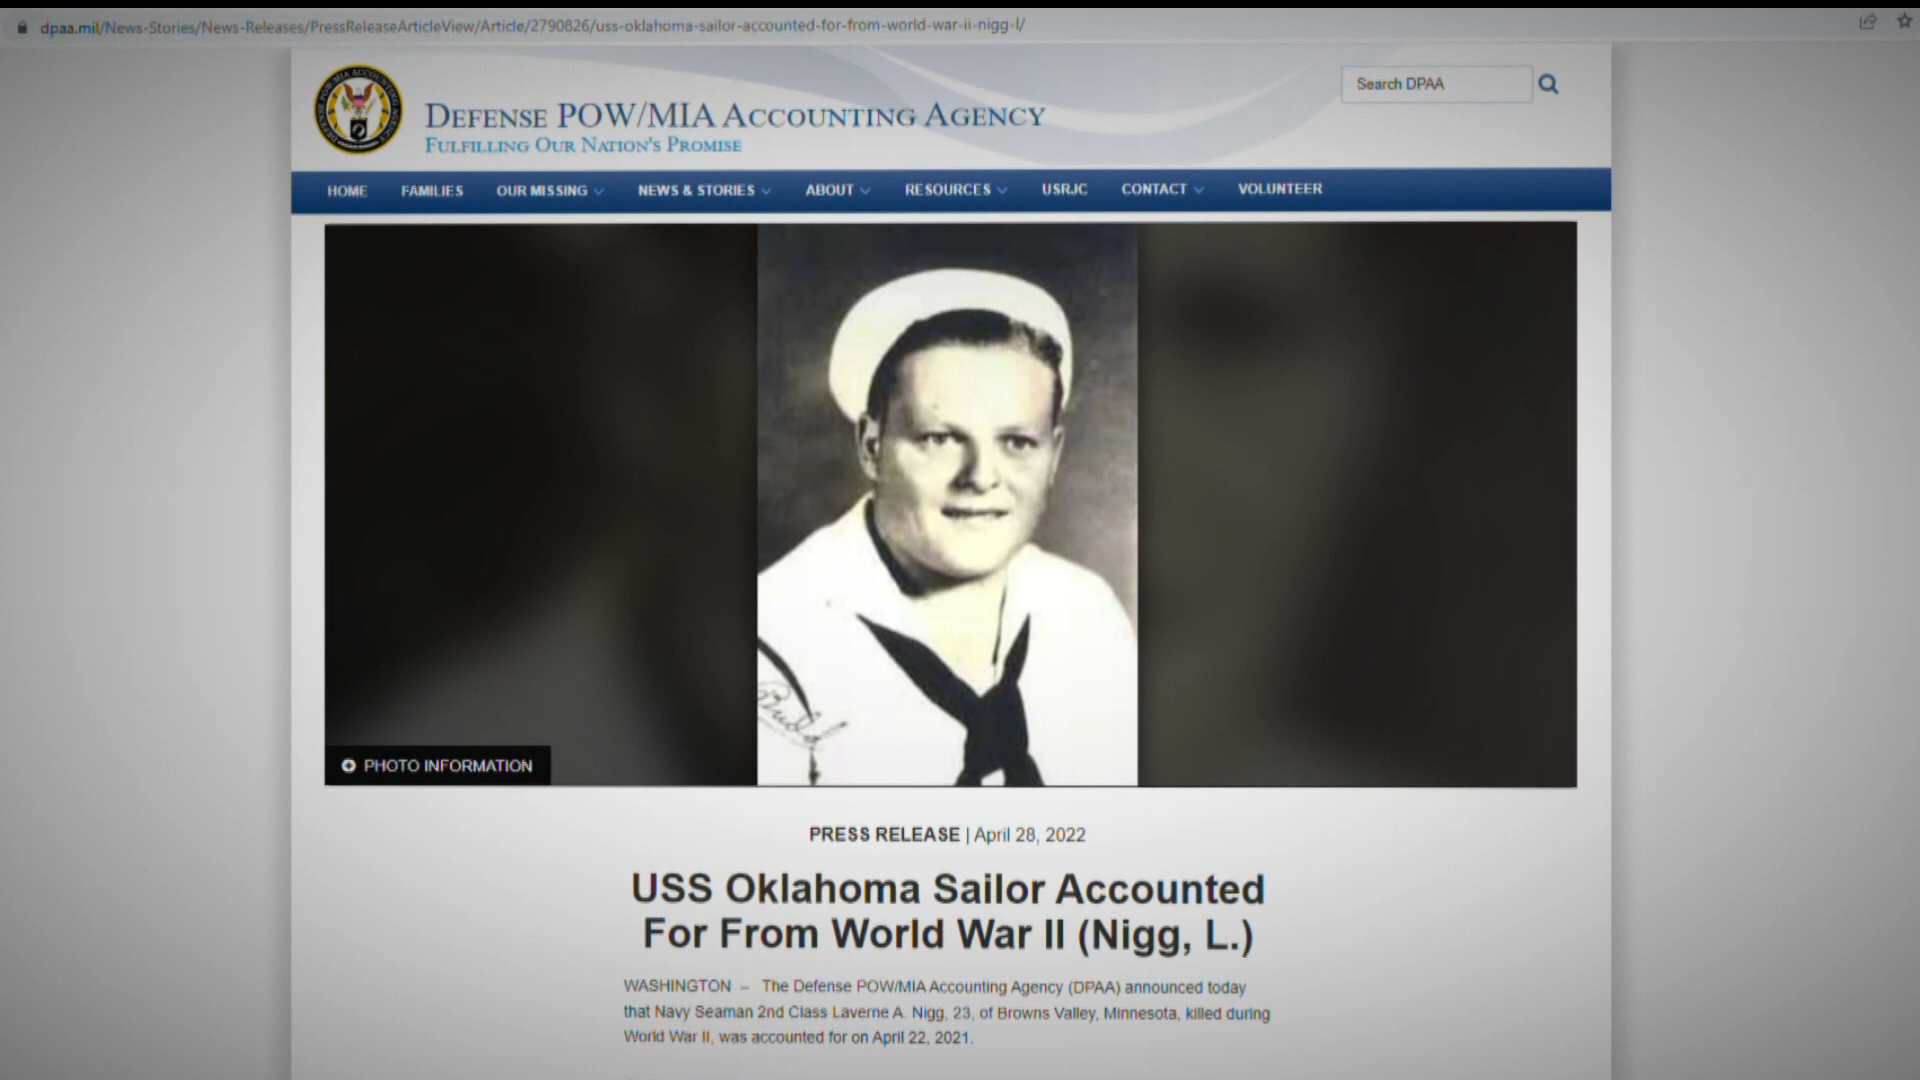 dpaa.mil/News-Stories/News-Releases/PressReleaseArticleView/Article/2790826/uss-oklahoma-sailor-accounted-for-from-world-war-ii-nigg-l/
DEFENSE POW/MIA ACCOUNTING AGENCY
FULFILLING OUR NATION'S PROMISE
Search DPAA
HOME FAMILIES OUR MISSING NEWS & STORIES ABOUT RESOURCES USRJC CONTACT VOLUNTEER
PHOTO INFORMATION
PRESS RELEASE | April 28, 2022
USS Oklahoma Sailor Accounted
For From World War II (Nigg, L.)
WASHINGTON – The Defense POW/MIA Accounting Agency (DPAA) announced today
that Navy Seaman 2nd Class Laverne A. Nigg, 23, of Browns Valley, Minnesota, killed during
World War II, was accounted for on April 22, 2021.